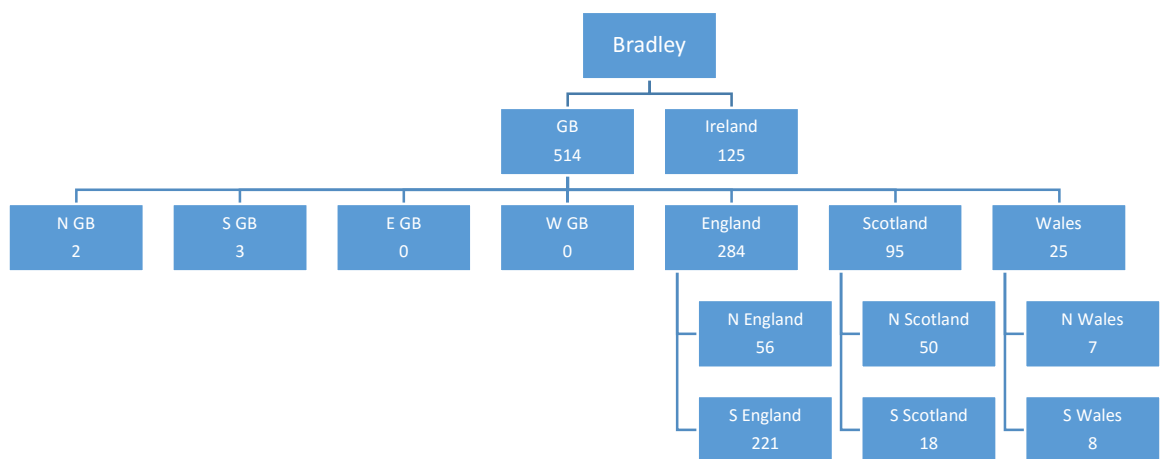 Bradley
GB
514
Ireland
125
N GB
2
S GB
3
E GB
0
W GB
0
England
284
Scotland
95
Wales
25
N England
56
N Scotland
50
N Wales
7
S England
221
S Scotland
18
S Wales
8